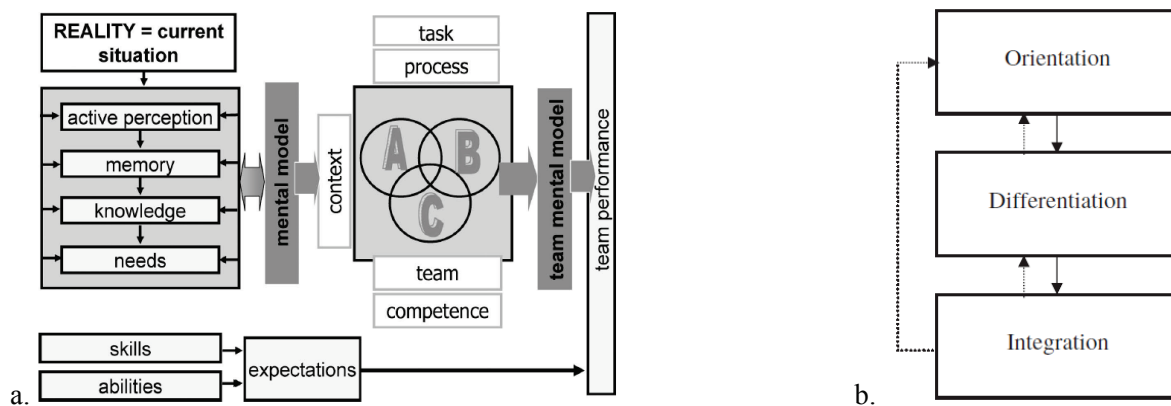 REALITY = current
situation
active perception
memory
knowledge
needs
mental model
context
task
process
A
B
C
team
competence
team mental model
team performance
skills
abilities
expectations
a.
Orientation
Differentiation
Integration
b.